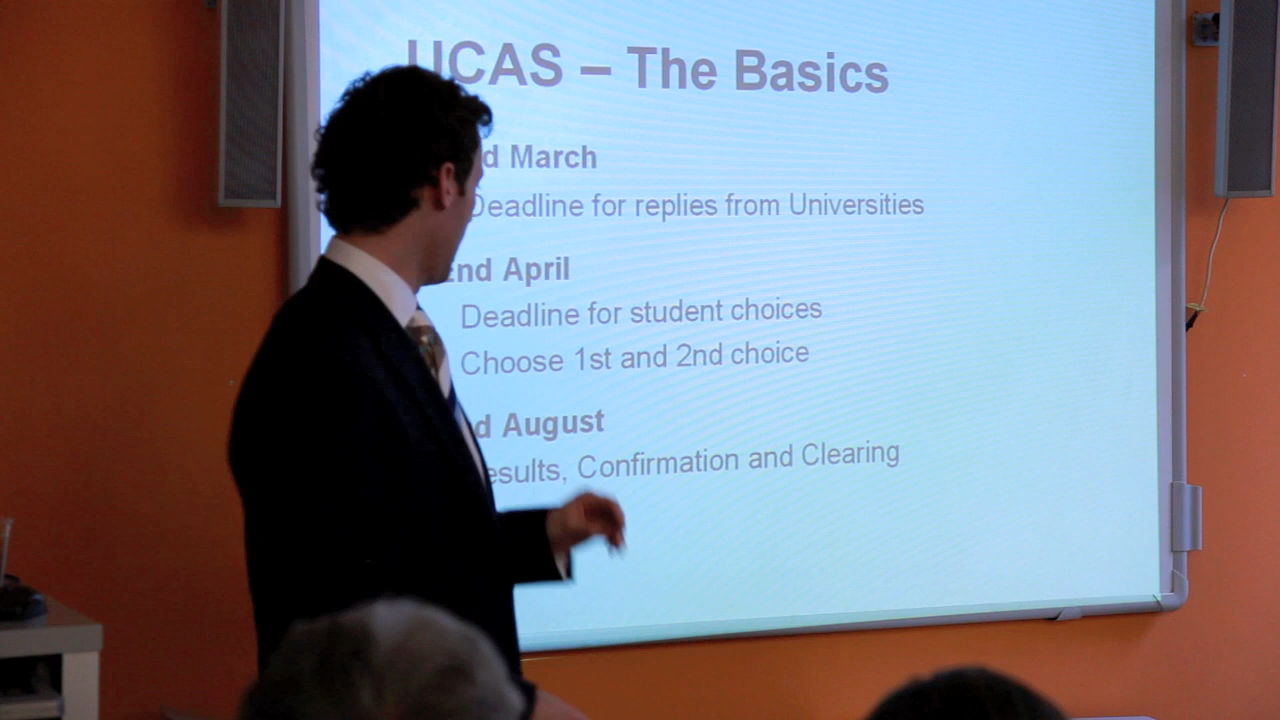 UCAS – The Basics
March
Deadline for replies from Universities
April
Deadline for student choices
Choose 1st and 2nd choice
August
Results, Confirmation and Clearing